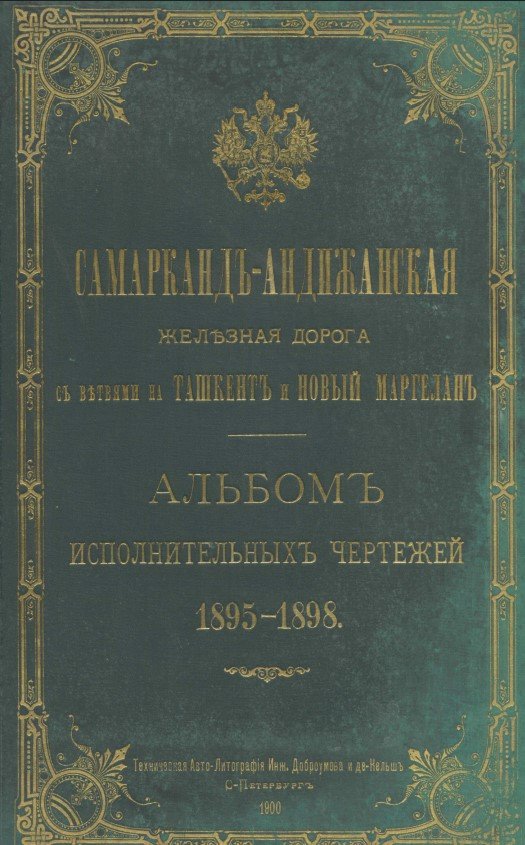 САМАРКАНДЪ-АНДИЖАНСКАЯ
ЖЕЛѢЗНАЯ ДОРОГА
СЪ ВѢТВЯМИ НА ТАШКЕНТЪ И НОВЫЙ МАРГЕЛАНЪ
АЛЬБОМЪ
ИСПОЛНИТЕЛЬНЫХЪ ЧЕРТЕЖЕЙ
1895-1898.
Техническая Авто-Литографія Инж. Доброумова и де-Кельшъ
С-Петербургъ
1900